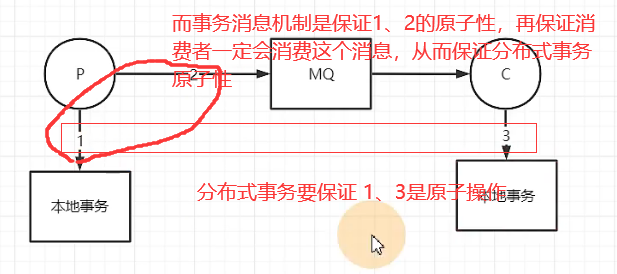 而事务消息机制是保证1、2的原子性，再保证消
费者一定会消费这个消息，从而保证分布式事务
原子性
P
2
MQ
C
1
3
本地事务
分布式事务要保证 1、3是原子操作
本地事务